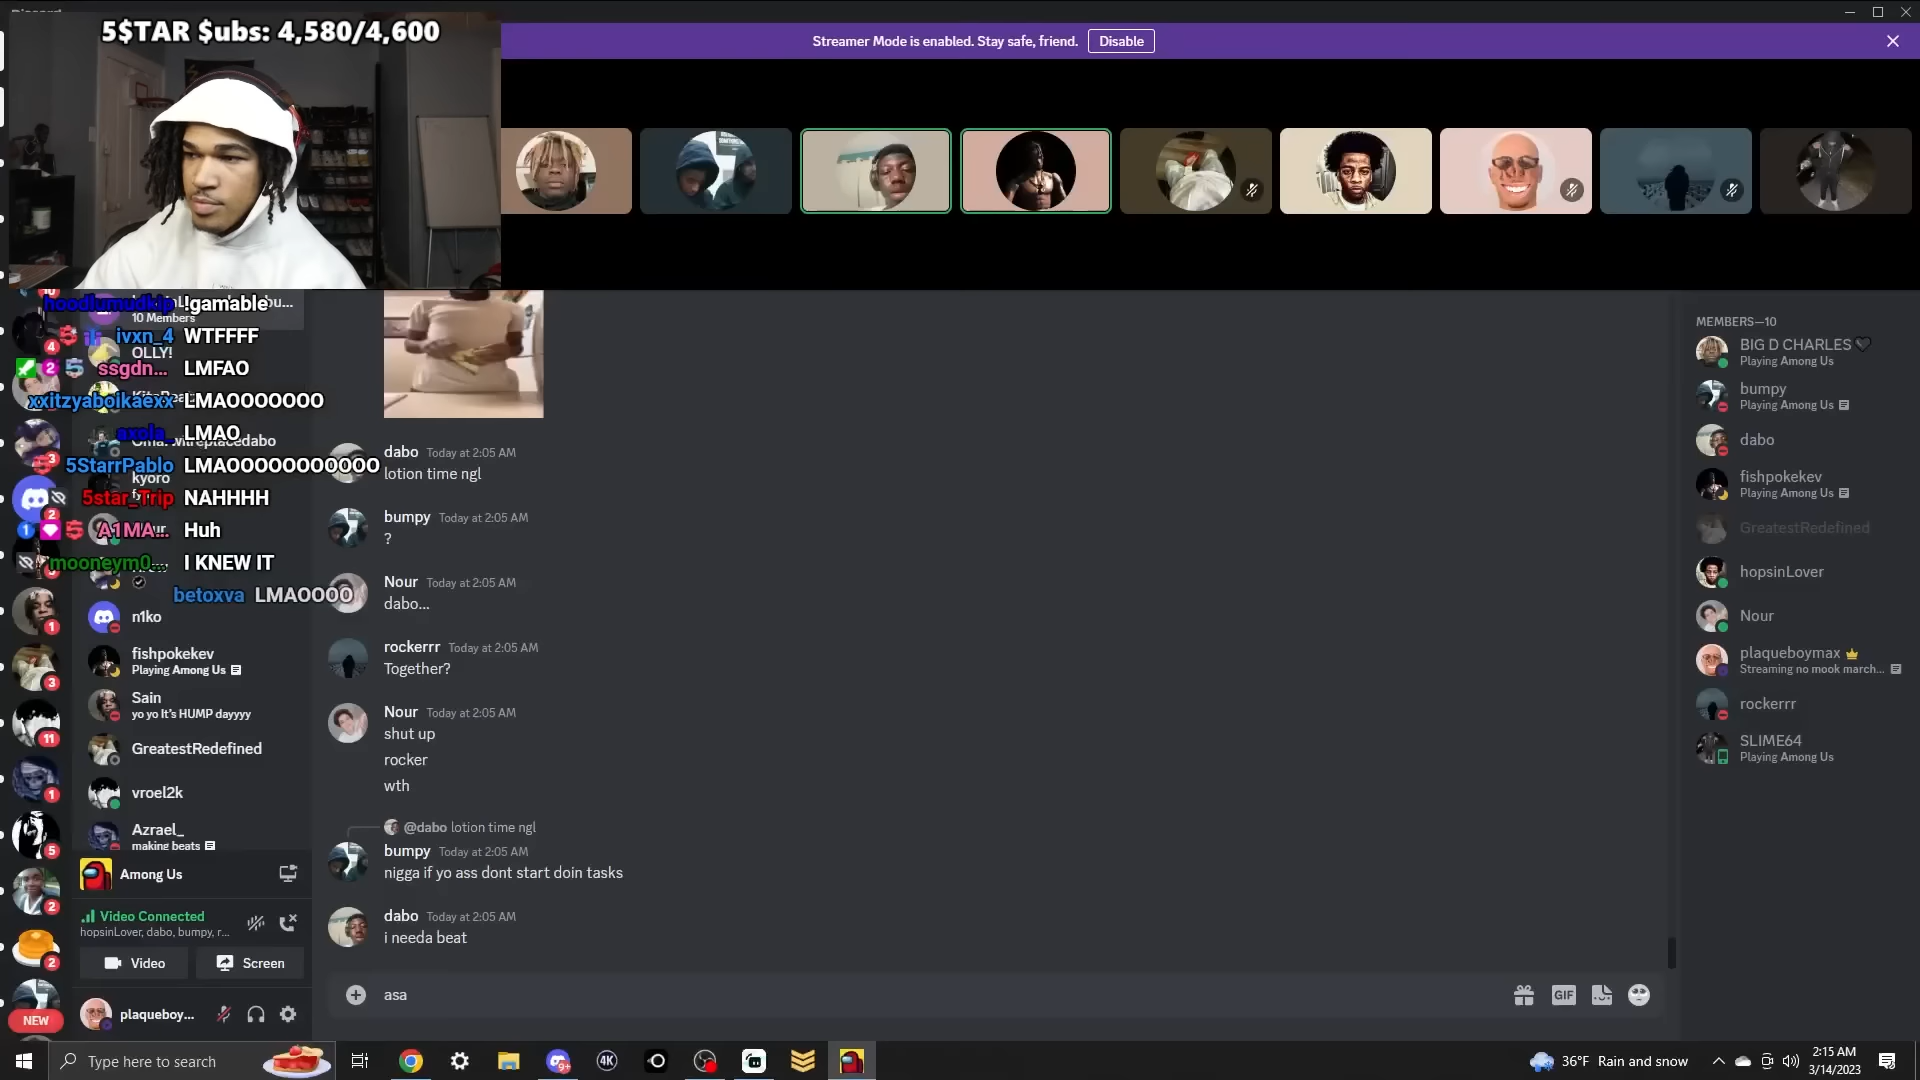 5$TAR $ubs: 4,580/4,600
Streamer Mode is enabled. Stay safe, friend.
Disable
hoodlumudkip !gamable
10 Members
ivxn_4 WTFFFF
OLLY!
ssgdn... LMFAO
xxitzyaboikaexx LMAOOOOOOO
axola_ LMAO
5StarrPablo LMAOOOOOOOOOOO
kyoro
5star_Trip NAHHHH
A1MA... Huh
mooneym0... I KNEW IT
betoxva LMAOOOO
n1ko
fishpokekev
Playing Among Us
Sain
yo yo It's HUMP dayyyy
GreatestRedefined
vroel2k
Azrael_
making beats
Among Us
Video Connected
hopsinLover, dabo, bumpy, r...
Video
Screen
plaqueboy...
NEW
dabo Today at 2:05 AM
lotion time ngl
bumpy Today at 2:05 AM
?
Nour Today at 2:05 AM
dabo...
rockerrr Today at 2:05 AM
Together?
Nour Today at 2:05 AM
shut up
rocker
wth
@dabo lotion time ngl
bumpy Today at 2:05 AM
nigga if yo ass dont start doin tasks
dabo Today at 2:05 AM
i needa beat
asa
GIF
MEMBERS—10
BIG D CHARLES
Playing Among Us
bumpy
Playing Among Us
dabo
fishpokekev
Playing Among Us
GreatestRedefined
hopsinLover
Nour
plaqueboymax
Streaming no mook march...
rockerrr
SLIME64
Playing Among Us
Type here to search
9+
4K
36°F Rain and snow
2:15 AM
3/14/2023